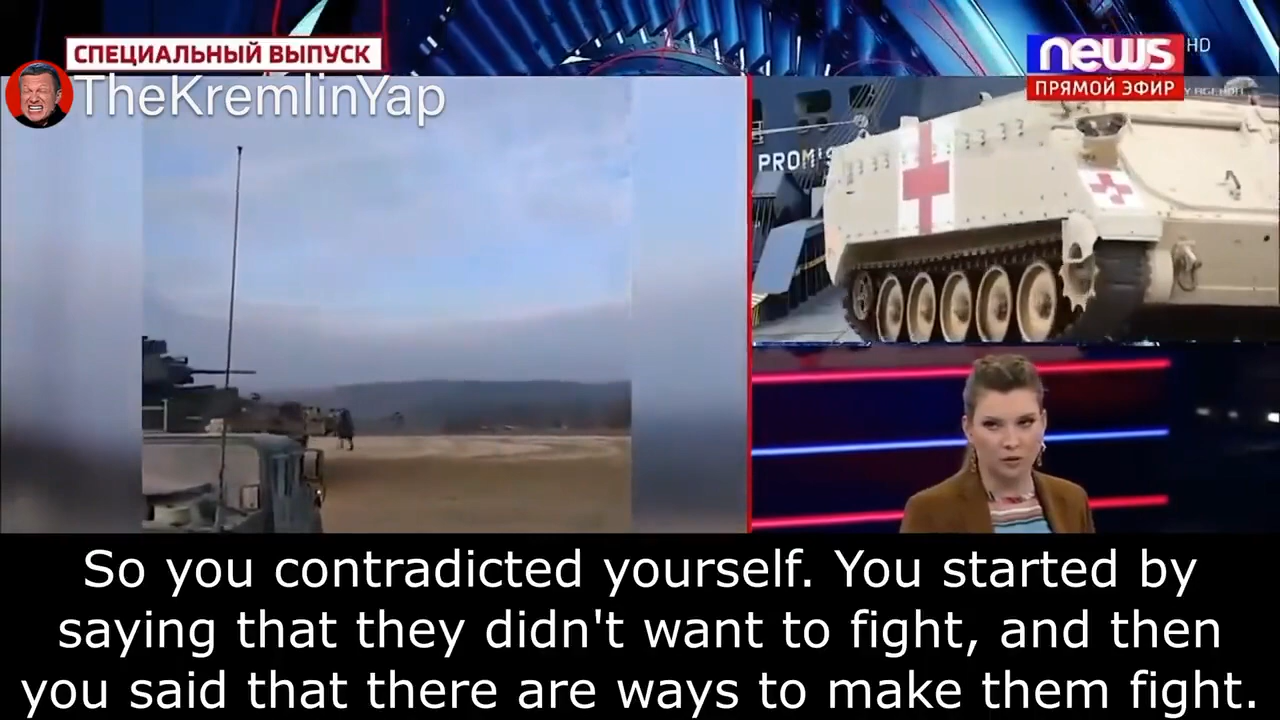 СПЕЦИАЛЬНЫЙ ВЫПУСК
news HD
ПРЯМОЙ ЭФИР
TheKremlinYap
PROMIS
So you contradicted yourself. You started by
saying that they didn't want to fight, and then
you said that there are ways to make them fight.